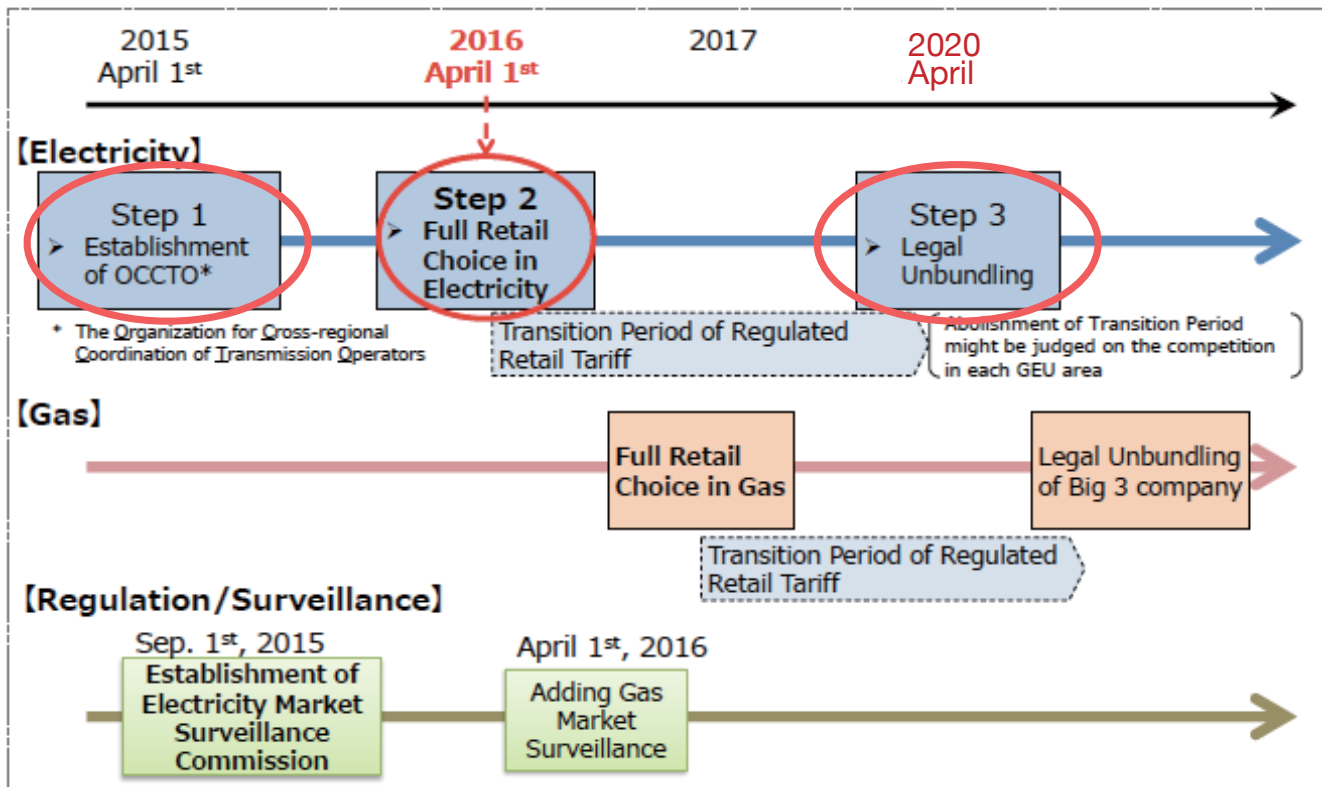 2015
April 1st
2016
April 1st
2017
2020
April
【Electricity】
Step 1
➢ Establishment
of OCCTO*
Step 2
➢ Full Retail
Choice in
Electricity
Step 3
➢ Legal
Unbundling
* The Organization for Cross-regional
Coordination of Transmission Operators
Transition Period of Regulated
Retail Tariff
Abolishment of Transition Period
might be judged on the competition
in each GEU area
【Gas】
Full Retail
Choice in Gas
Legal Unbundling
of Big 3 company
Transition Period of Regulated
Retail Tariff
【Regulation/Surveillance】
Sep. 1st, 2015
Establishment of
Electricity Market
Surveillance
Commission
April 1st, 2016
Adding Gas
Market
Surveillance